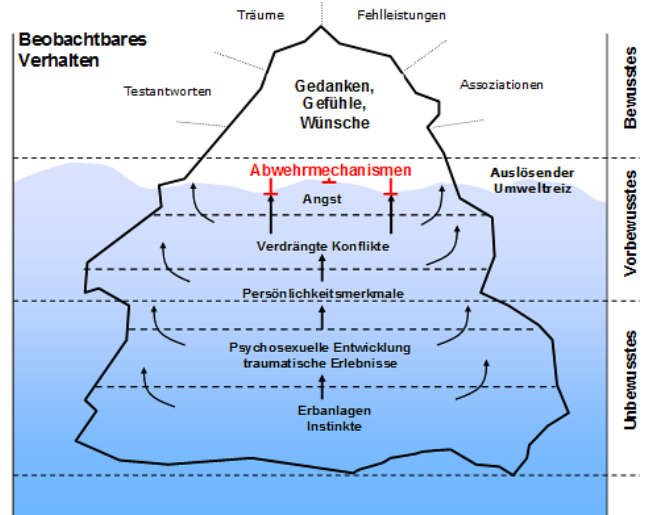 Träume
Fehlleistungen
Beobachtbares
Verhalten
Testantworten
Assoziationen
Gedanken,
Gefühle,
Wünsche
Bewusstes
Abwehrmechanismen
Auslösender
Umweltreiz
Angst
Verdrängte Konflikte
Vorbewusstes
Persönlichkeitsmerkmale
Psychosexuelle Entwicklung
traumatische Erlebnisse
Erbanlagen
Instinkte
Unbewusstes